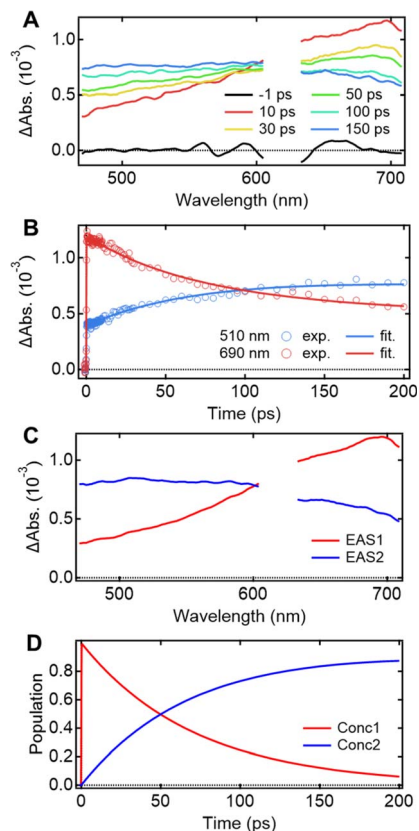 A
ΔAbs. (10⁻³)
1.0
0.5
0.0
-1 ps 50 ps
10 ps 100 ps
30 ps 150 ps
500 600 700
Wavelength (nm)
B
ΔAbs. (10⁻³)
1.0
0.5
0.0
510 nm exp. fit.
690 nm exp. fit.
0 50 100 150 200
Time (ps)
C
ΔAbs. (10⁻³)
1.0
0.5
0.0
EAS1
EAS2
500 600 700
Wavelength (nm)
D
Population
0.8
0.6
0.4
0.2
0.0
Conc1
Conc2
0 50 100 150 200
Time (ps)